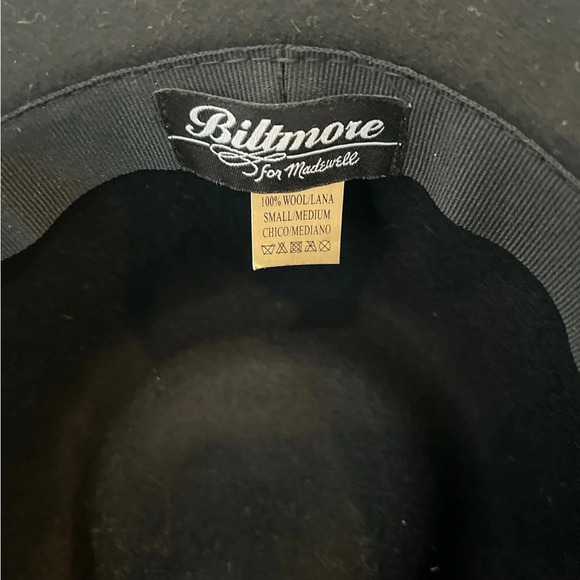 Biltmore
for Madewell
100% WOOL/LANA
SMALL/MEDIUM
CHICO/MEDIANO